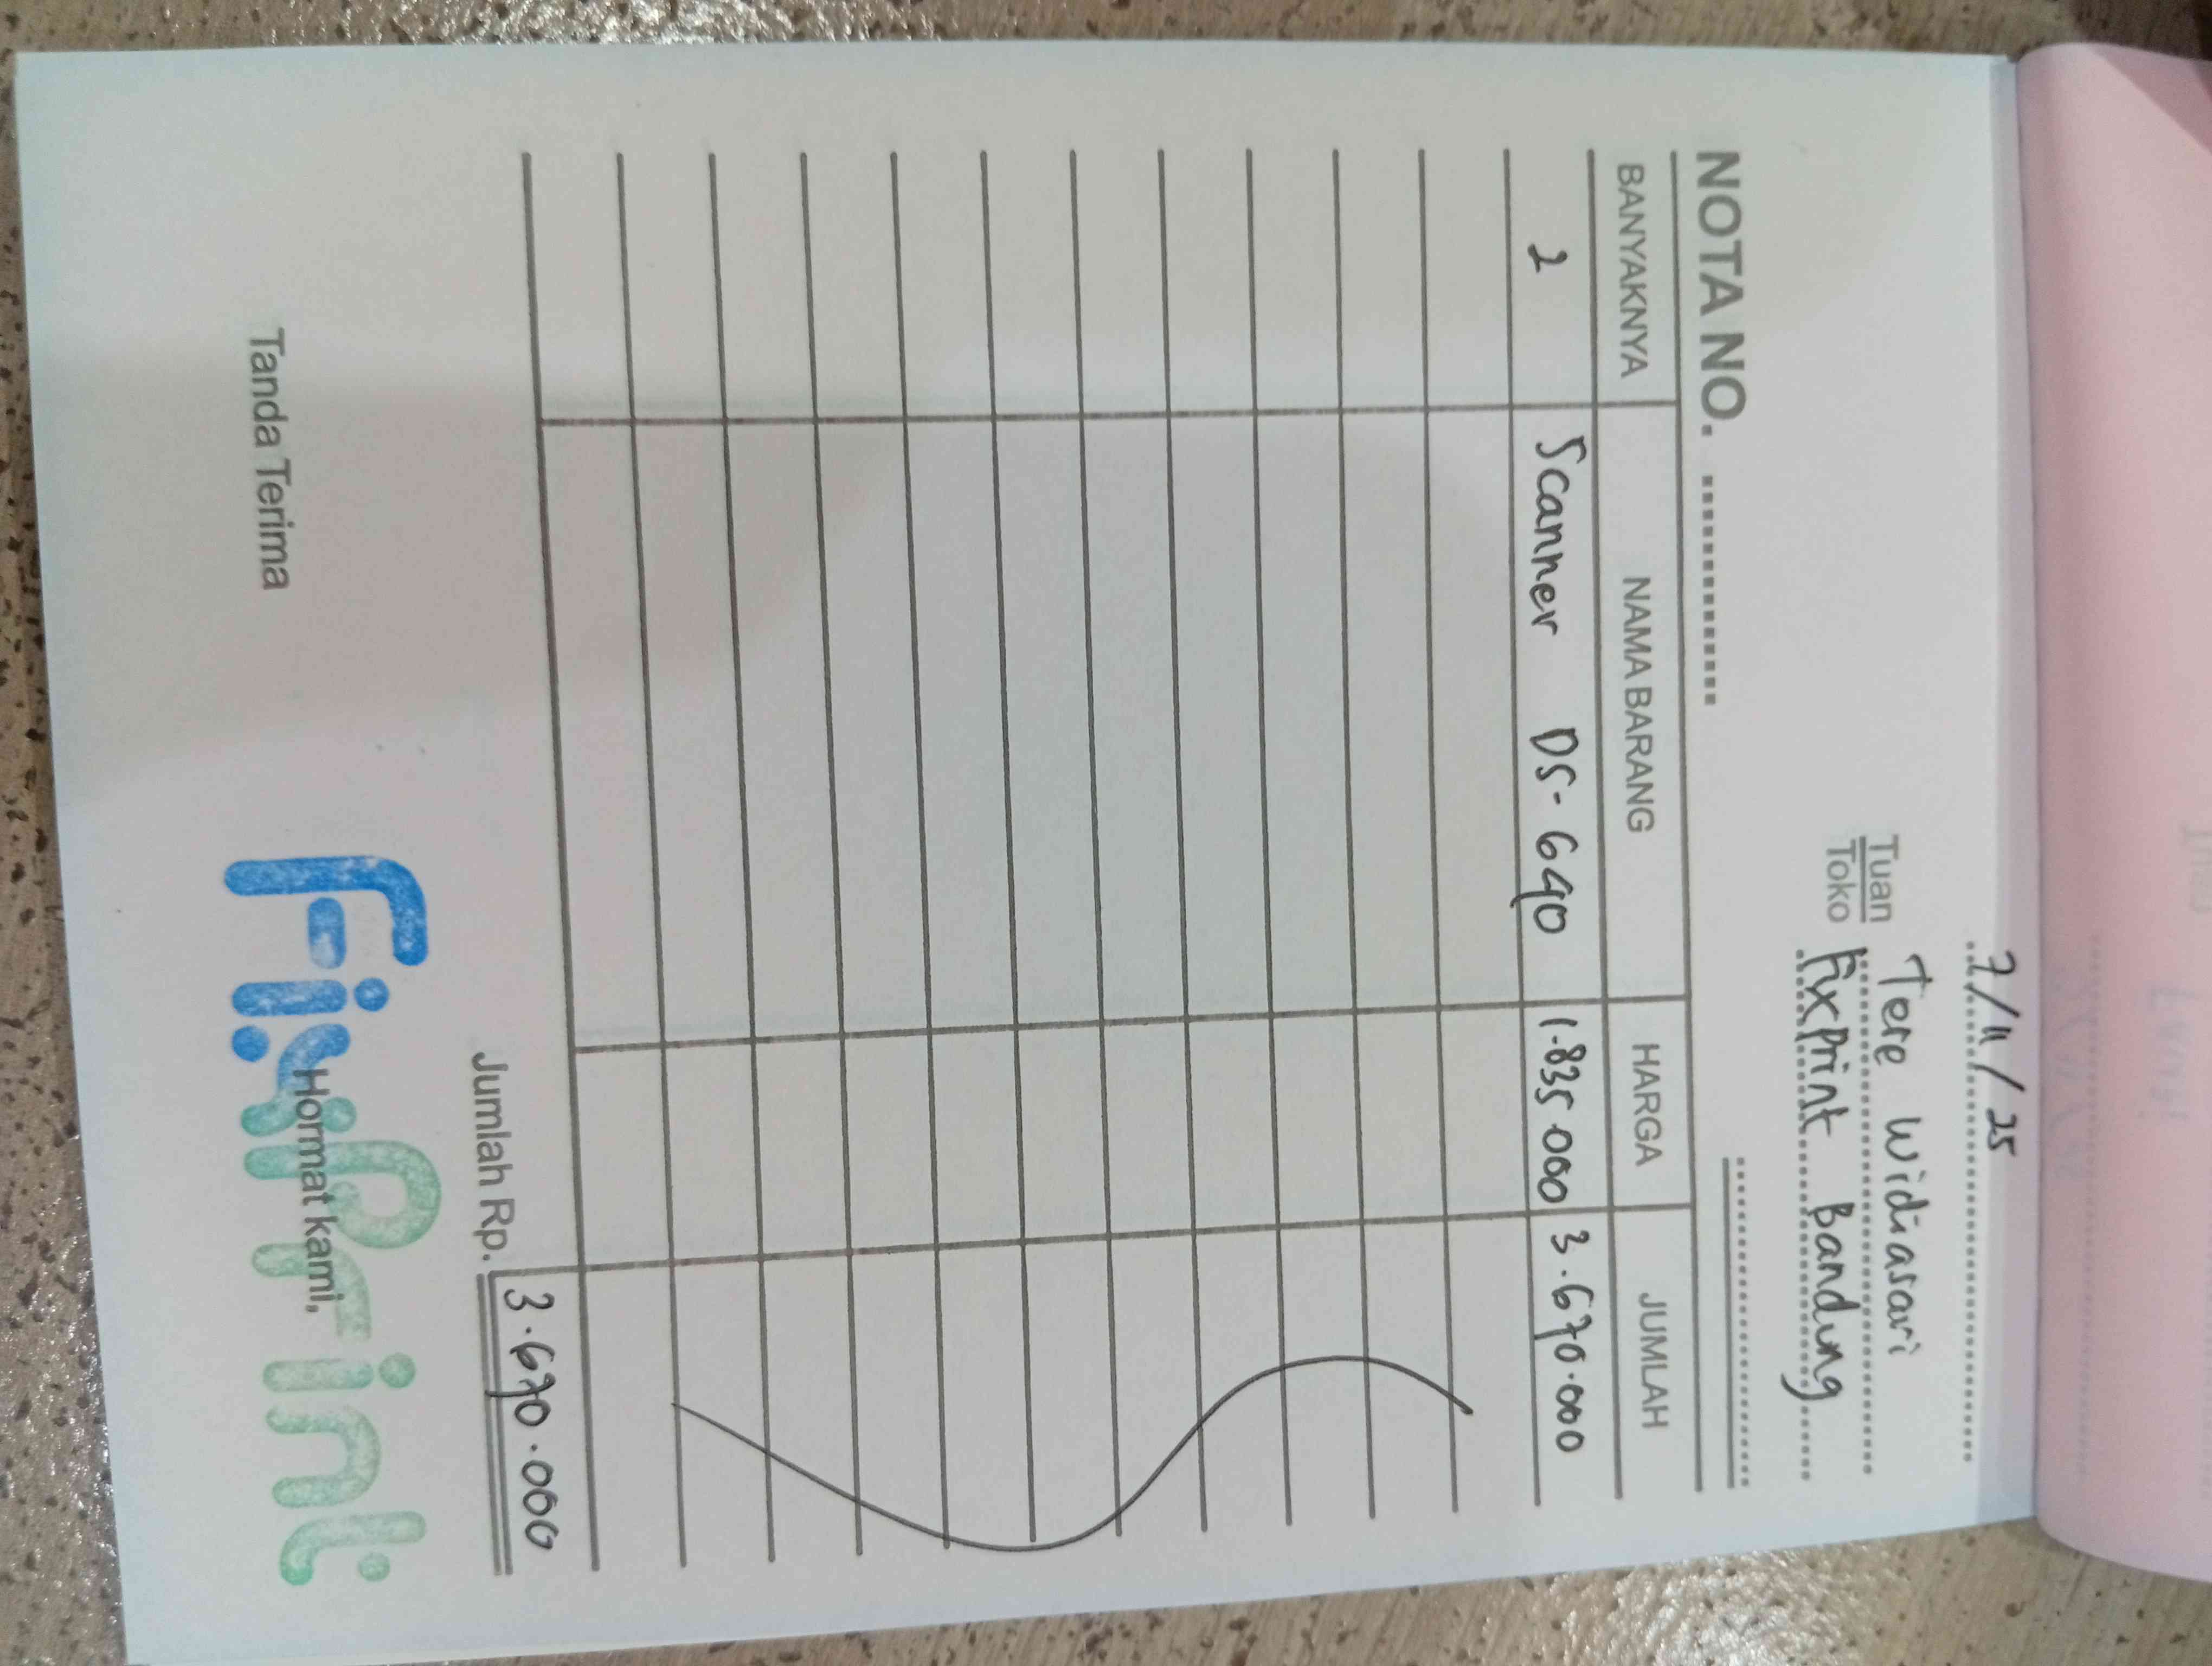 7/11/25
Tuan Tere Widiasari
Toko Fixprint Bandung
NOTA NO.
BANYAKNYA NAMA BARANG HARGA JUMLAH
2 Scanner DS-640 1.835.000 3.670.000
Jumlah Rp. 3.670.000
Tanda Terima Hormat kami,
FixPrint